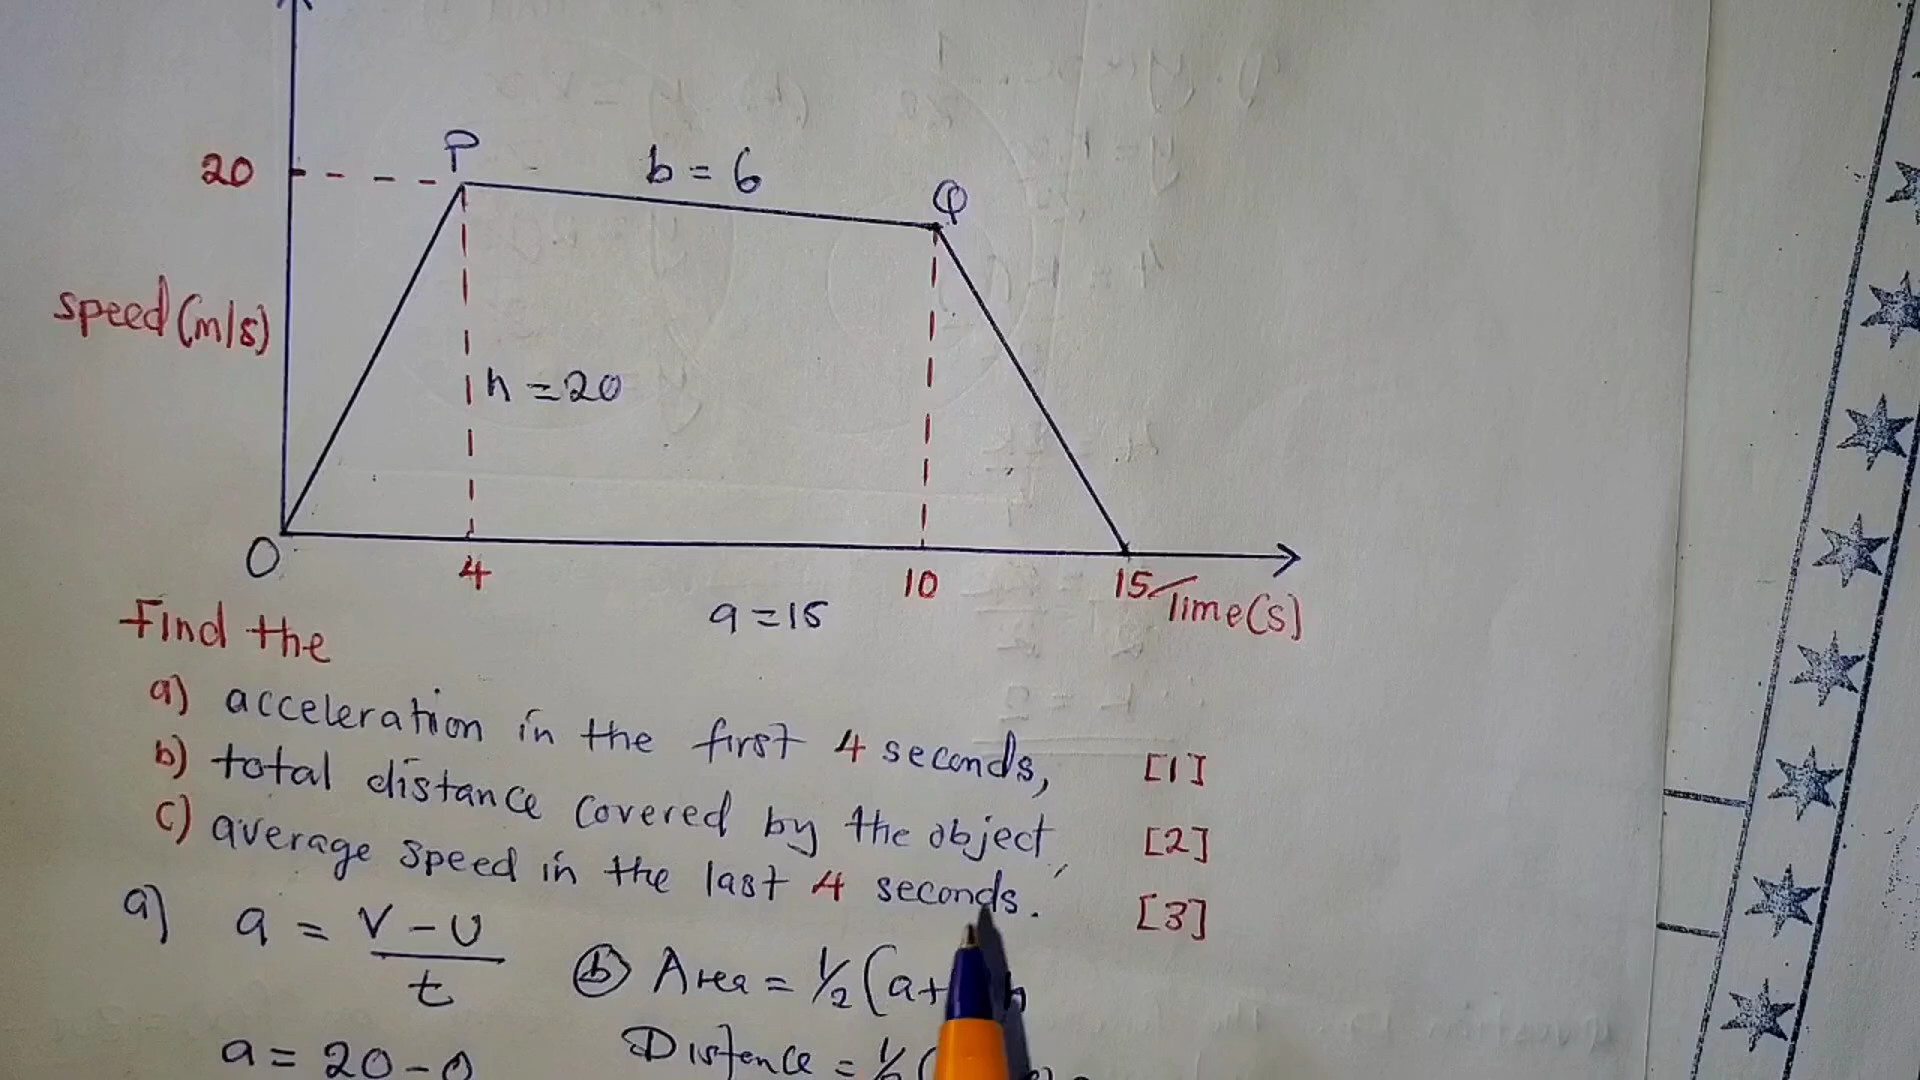 P
20
b = 6
Q
speed (m/s)
h = 20
O
4
10
15
Time (s)
a = 15
Find the
a) acceleration in the first 4 seconds, [1]
b) total distance covered by the object, [2]
c) average speed in the last 4 seconds. [3]
a) a = V - U
t
b Area = 1/2 (a+
a = 20 - 0
Distance = 1/2 (